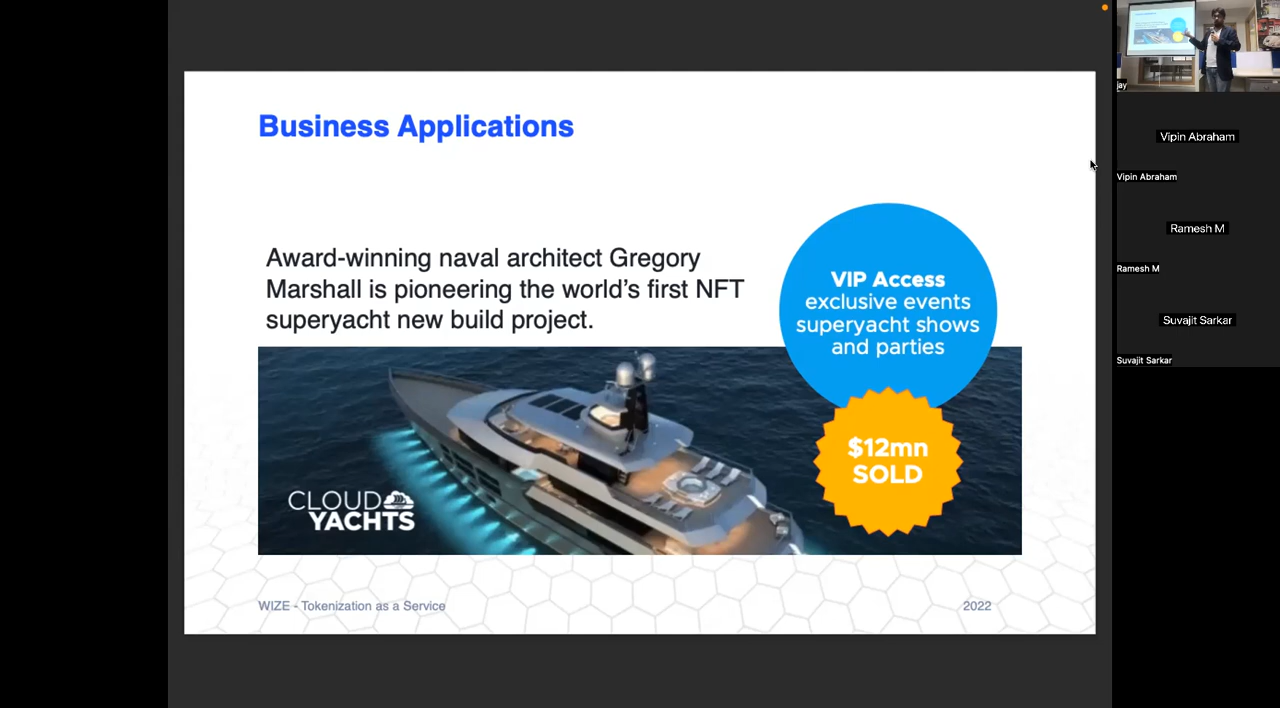 Business Applications
Award-winning naval architect Gregory
Marshall is pioneering the world's first NFT
superyacht new build project.
VIP Access
exclusive events
superyacht shows
and parties
$12mn
SOLD
CLOUD
YACHTS
WIZE - Tokenization as a Service
2022
jay
Vipin Abraham
Vipin Abraham
Ramesh M
Ramesh M
Suvajit Sarkar
Suvajit Sarkar